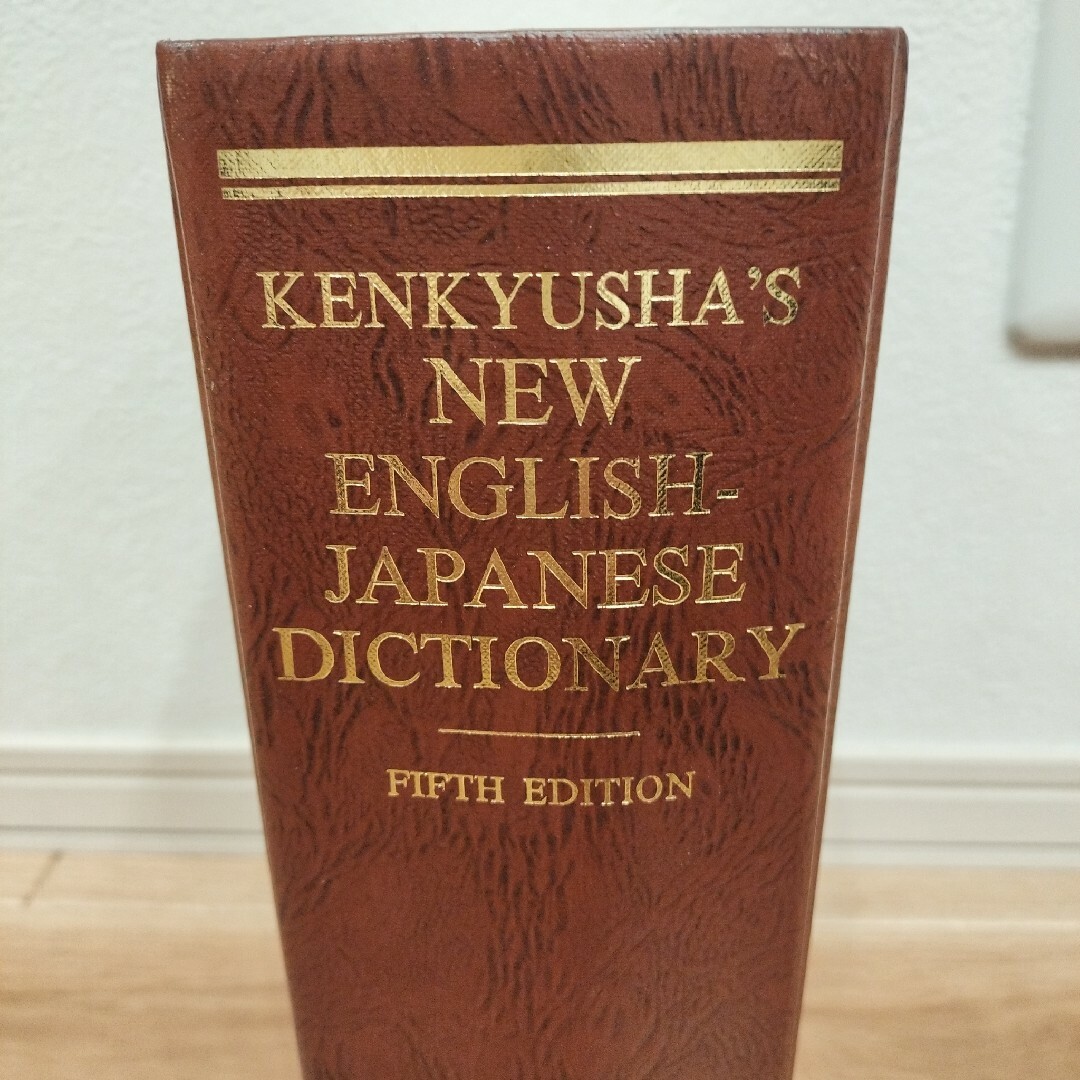 KENKYUSHA'S
NEW
ENGLISH-
JAPANESE
DICTIONARY
FIFTH EDITION